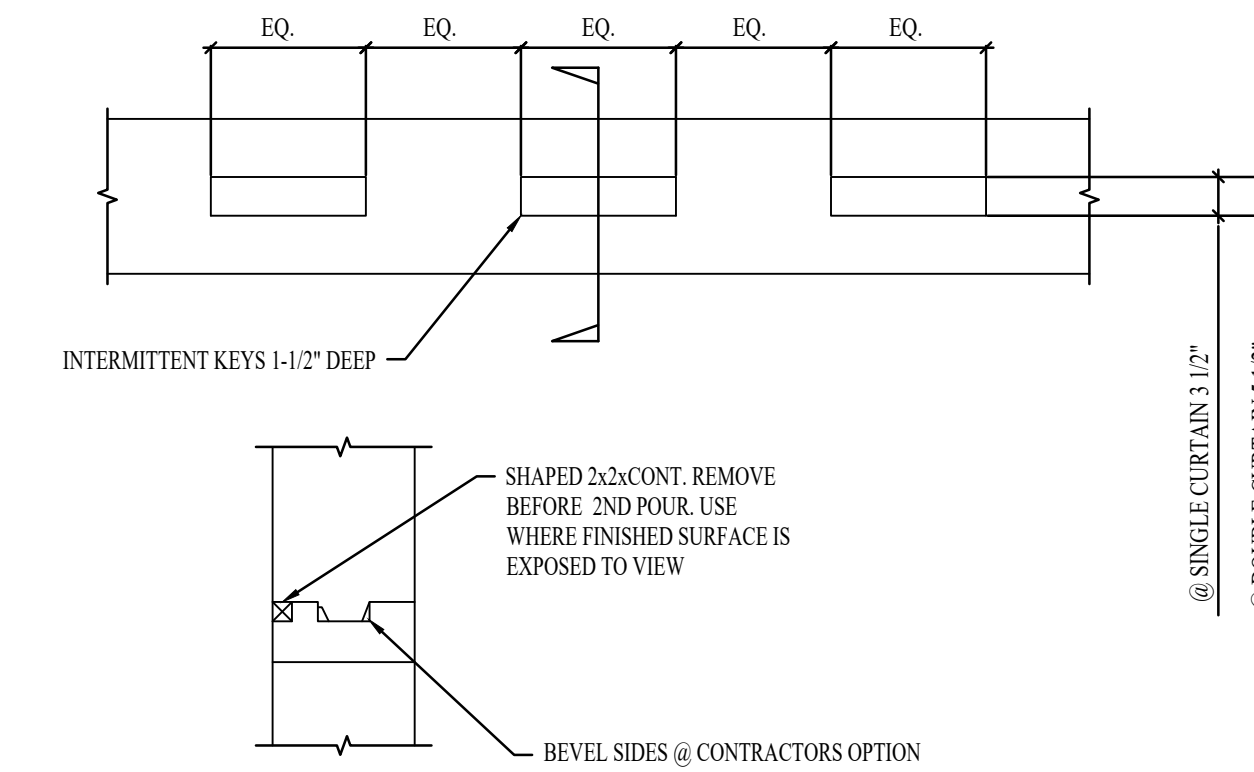 EQ.
EQ.
EQ.
EQ.
EQ.
INTERMITTENT KEYS 1-1/2" DEEP
@ SINGLE CURTAIN 3 1/2"
SHAPED 2x2xCONT. REMOVE
BEFORE 2ND POUR. USE
WHERE FINISHED SURFACE IS
EXPOSED TO VIEW
BEVEL SIDES @ CONTRACTORS OPTION